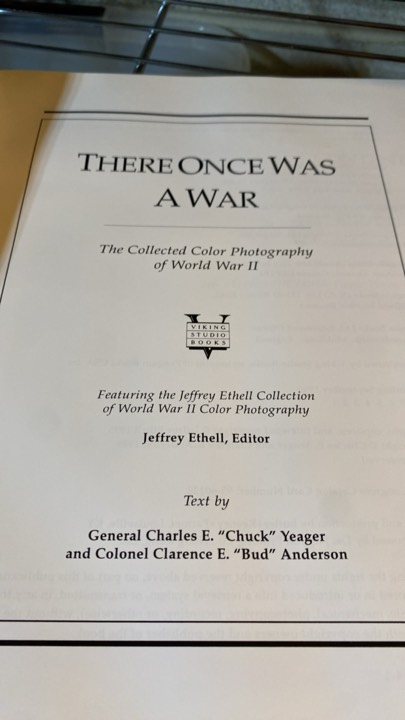 THERE ONCE WAS
A WAR
The Collected Color Photography
of World War II
VIKING
STUDIO
BOOKS
Featuring the Jeffrey Ethell Collection
of World War II Color Photography
Jeffrey Ethell, Editor
Text by
General Charles E. “Chuck” Yeager
and Colonel Clarence E. “Bud” Anderson